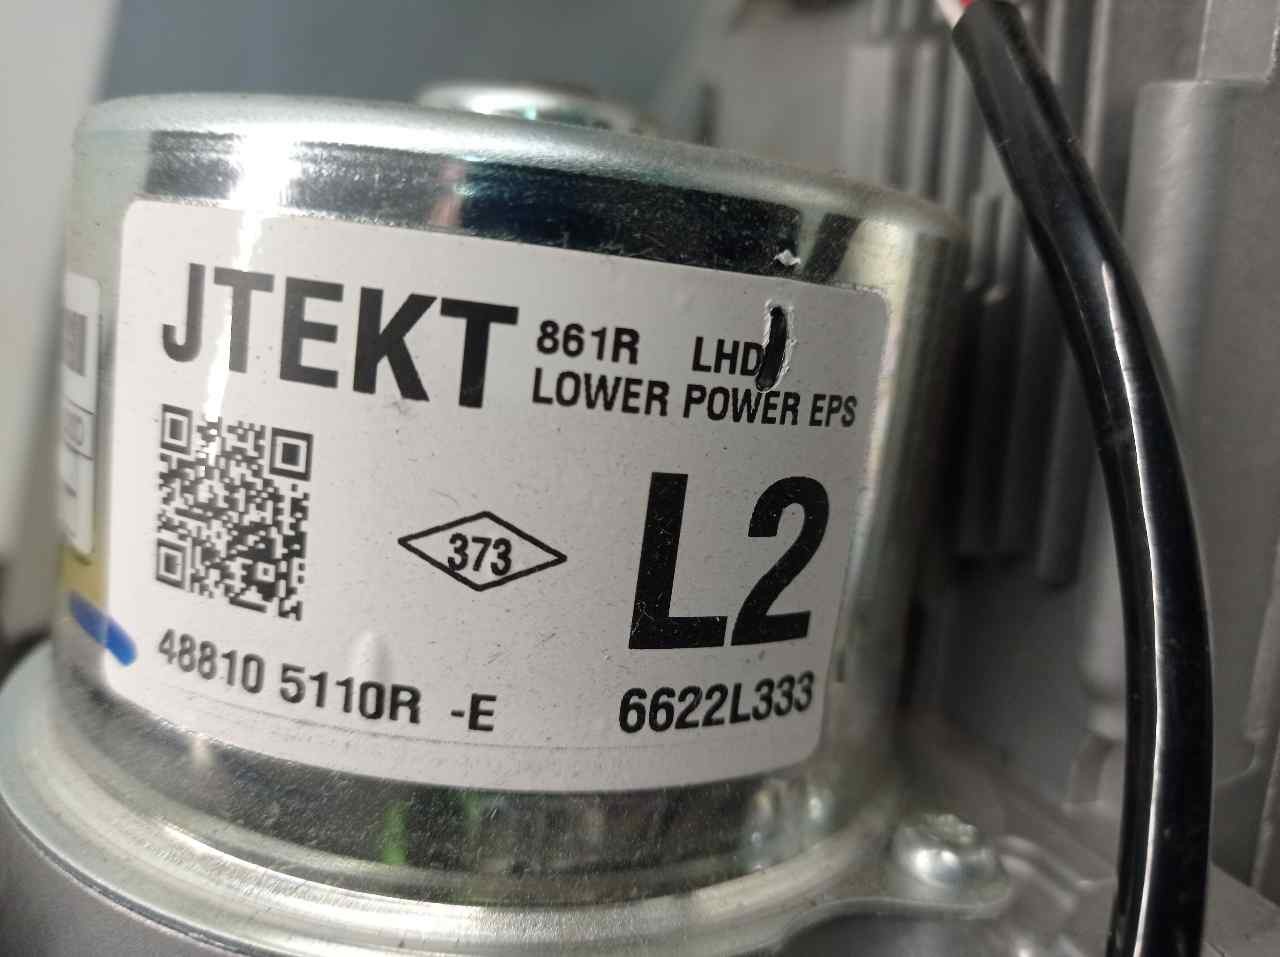 JTEKT
861R LHD
LOWER POWER EPS
373
L2
48810 5110R -E
6622L333